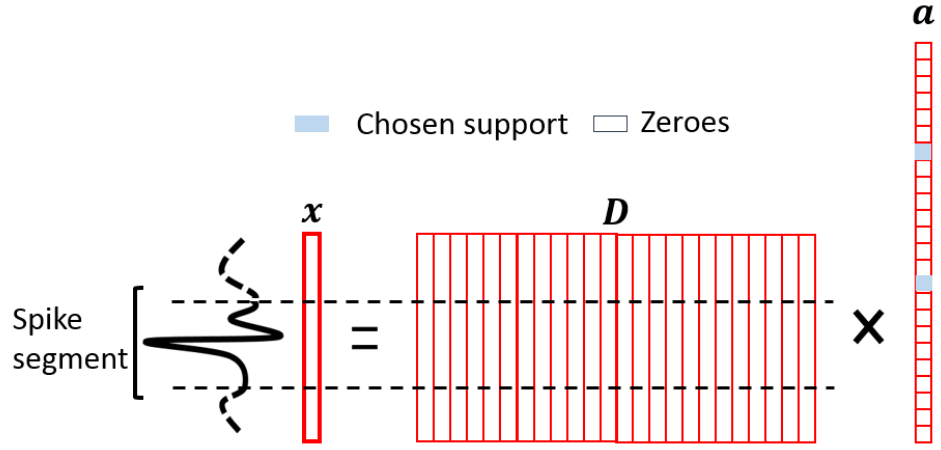 a
Chosen support Zeroes
x
D
Spike
segment
=
×